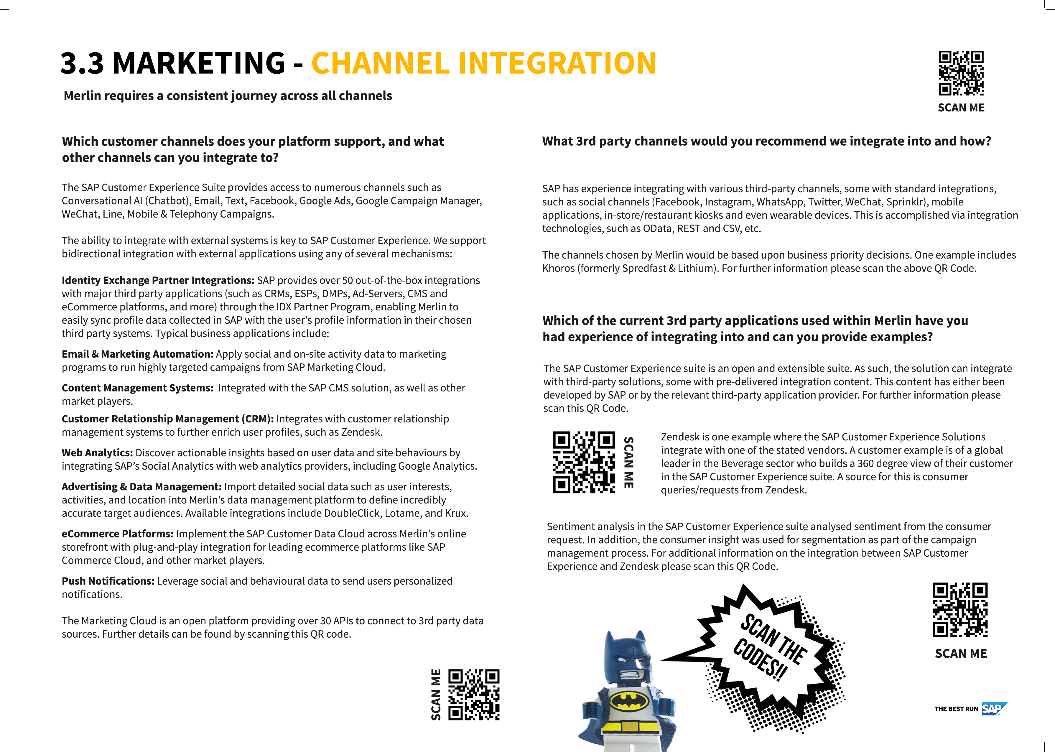 3.3 MARKETING - CHANNEL INTEGRATION
Merlin requires a consistent journey across all channels
SCAN ME
Which customer channels does your platform support, and what
other channels can you integrate to?
The SAP Customer Experience Suite provides access to numerous channels such as
Conversational AI (Chatbot), Email, Text, Facebook, Google Ads, Google Campaign Manager,
WeChat, Line, Mobile & Telephony Campaigns.
The ability to integrate with external systems is key to SAP Customer Experience. We support
bidirectional integration with external applications using any of several mechanisms:
Identity Exchange Partner Integrations: SAP provides over 50 out-of-the-box integrations
with major third party applications (such as CRMs, ESPs, DMPs, Ad-Servers, CMS and
eCommerce platforms, and more) through the IDX Partner Program, enabling Merlin to
easily sync profile data collected in SAP with the user's profile information in their chosen
third party systems. Typical business applications include:
Email & Marketing Automation: Apply social and on-site activity data to marketing
programs to run highly targeted campaigns from SAP Marketing Cloud.
Content Management Systems: Integrated with the SAP CMS solution, as well as other
market players.
Customer Relationship Management (CRM): Integrates with customer relationship
management systems to further enrich user profiles, such as Zendesk.
Web Analytics: Discover actionable insights based on user data and site behaviours by
integrating SAP's Social Analytics with web analytics providers, including Google Analytics.
Advertising & Data Management: Import detailed social data such as user interests,
activities, and location into Merlin's data management platform to define incredibly
accurate target audiences. Available integrations include DoubleClick, Lotame, and Krux.
eCommerce Platforms: Implement the SAP Customer Data Cloud across Merlin's online
storefront with plug-and-play integration for leading ecommerce platforms like SAP
Commerce Cloud, and other market players.
Push Notifications: Leverage social and behavioural data to send users personalized
notifications.
The Marketing Cloud is an open platform providing over 30 APIs to connect to 3rd party data
sources. Further details can be found by scanning this QR code.
SCAN ME
What 3rd party channels would you recommend we integrate into and how?
SAP has experience integrating with various third-party channels, some with standard integrations,
such as social channels (Facebook, Instagram, WhatsApp, Twitter, WeChat, Sprinklr), mobile
applications, in-store/restaurant kiosks and even wearable devices. This is accomplished via integration
technologies, such as OData, REST and CSV, etc.
The channels chosen by Merlin would be based upon business priority decisions. One example includes
Khoros (formerly Spredfast & Lithium). For further information please scan the above QR Code.
Which of the current 3rd party applications used within Merlin have you
had experience of integrating into and can you provide examples?
The SAP Customer Experience suite is an open and extensible suite. As such, the solution can integrate
with third-party solutions, some with pre-delivered integration content. This content has either been
developed by SAP or by the relevant third-party application provider. For further information please
scan this QR Code.
SCAN ME
Zendesk is one example where the SAP Customer Experience Solutions
integrate with one of the stated vendors. A customer example is of a global
leader in the Beverage sector who builds a 360 degree view of their customer
in the SAP Customer Experience suite. A source for this is consumer
queries/requests from Zendesk.
Sentiment analysis in the SAP Customer Experience suite analysed sentiment from the consumer
request. In addition, the consumer insight was used for segmentation as part of the campaign
management process. For additional information on the integration between SAP Customer
Experience and Zendesk please scan this QR Code.
SCAN THE
CODES!!
SCAN ME
THE BEST RUN SAP